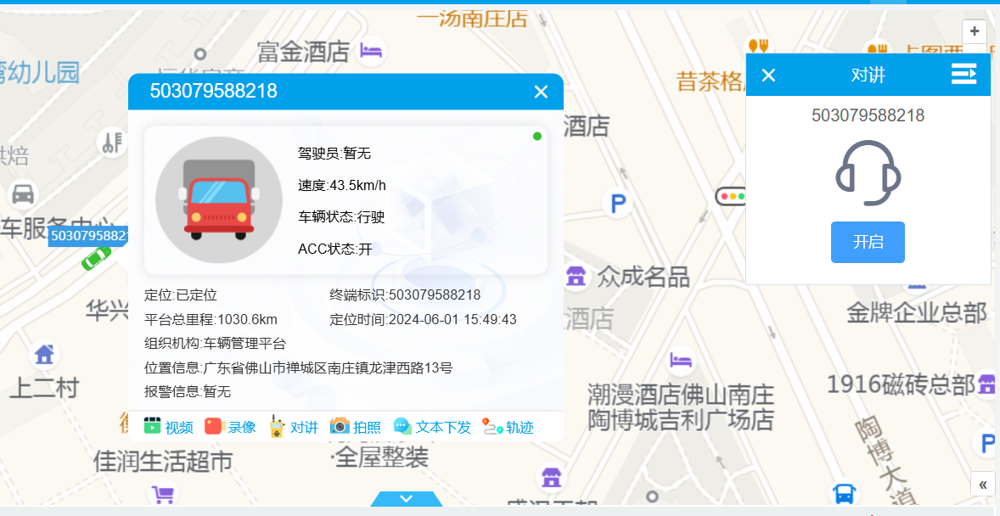 一汤南庄店
富金酒店
湾幼儿园
昔茶格
503079588218
对讲
503079588218
开启
酒店
烘焙
驾驶员:暂无
速度:43.5km/h
车辆状态:行驶
ACC状态:开
车服务中心
50307958821
P
众成名品
华兴
酒店
金牌企业总部
定位:已定位
终端标识:503079588218
平台总里程:1030.6km
定位时间:2024-06-01 15:49:43
组织机构:车辆管理平台
位置信息:广东省佛山市禅城区南庄镇龙津西路13号
报警信息:暂无
上二村
1916磁砖总部
潮漫酒店佛山南庄
陶博城吉利广场店
视频
录像
对讲
拍照
文本下发
轨迹
陶博大道
P
佳润生活超市
·全屋整装